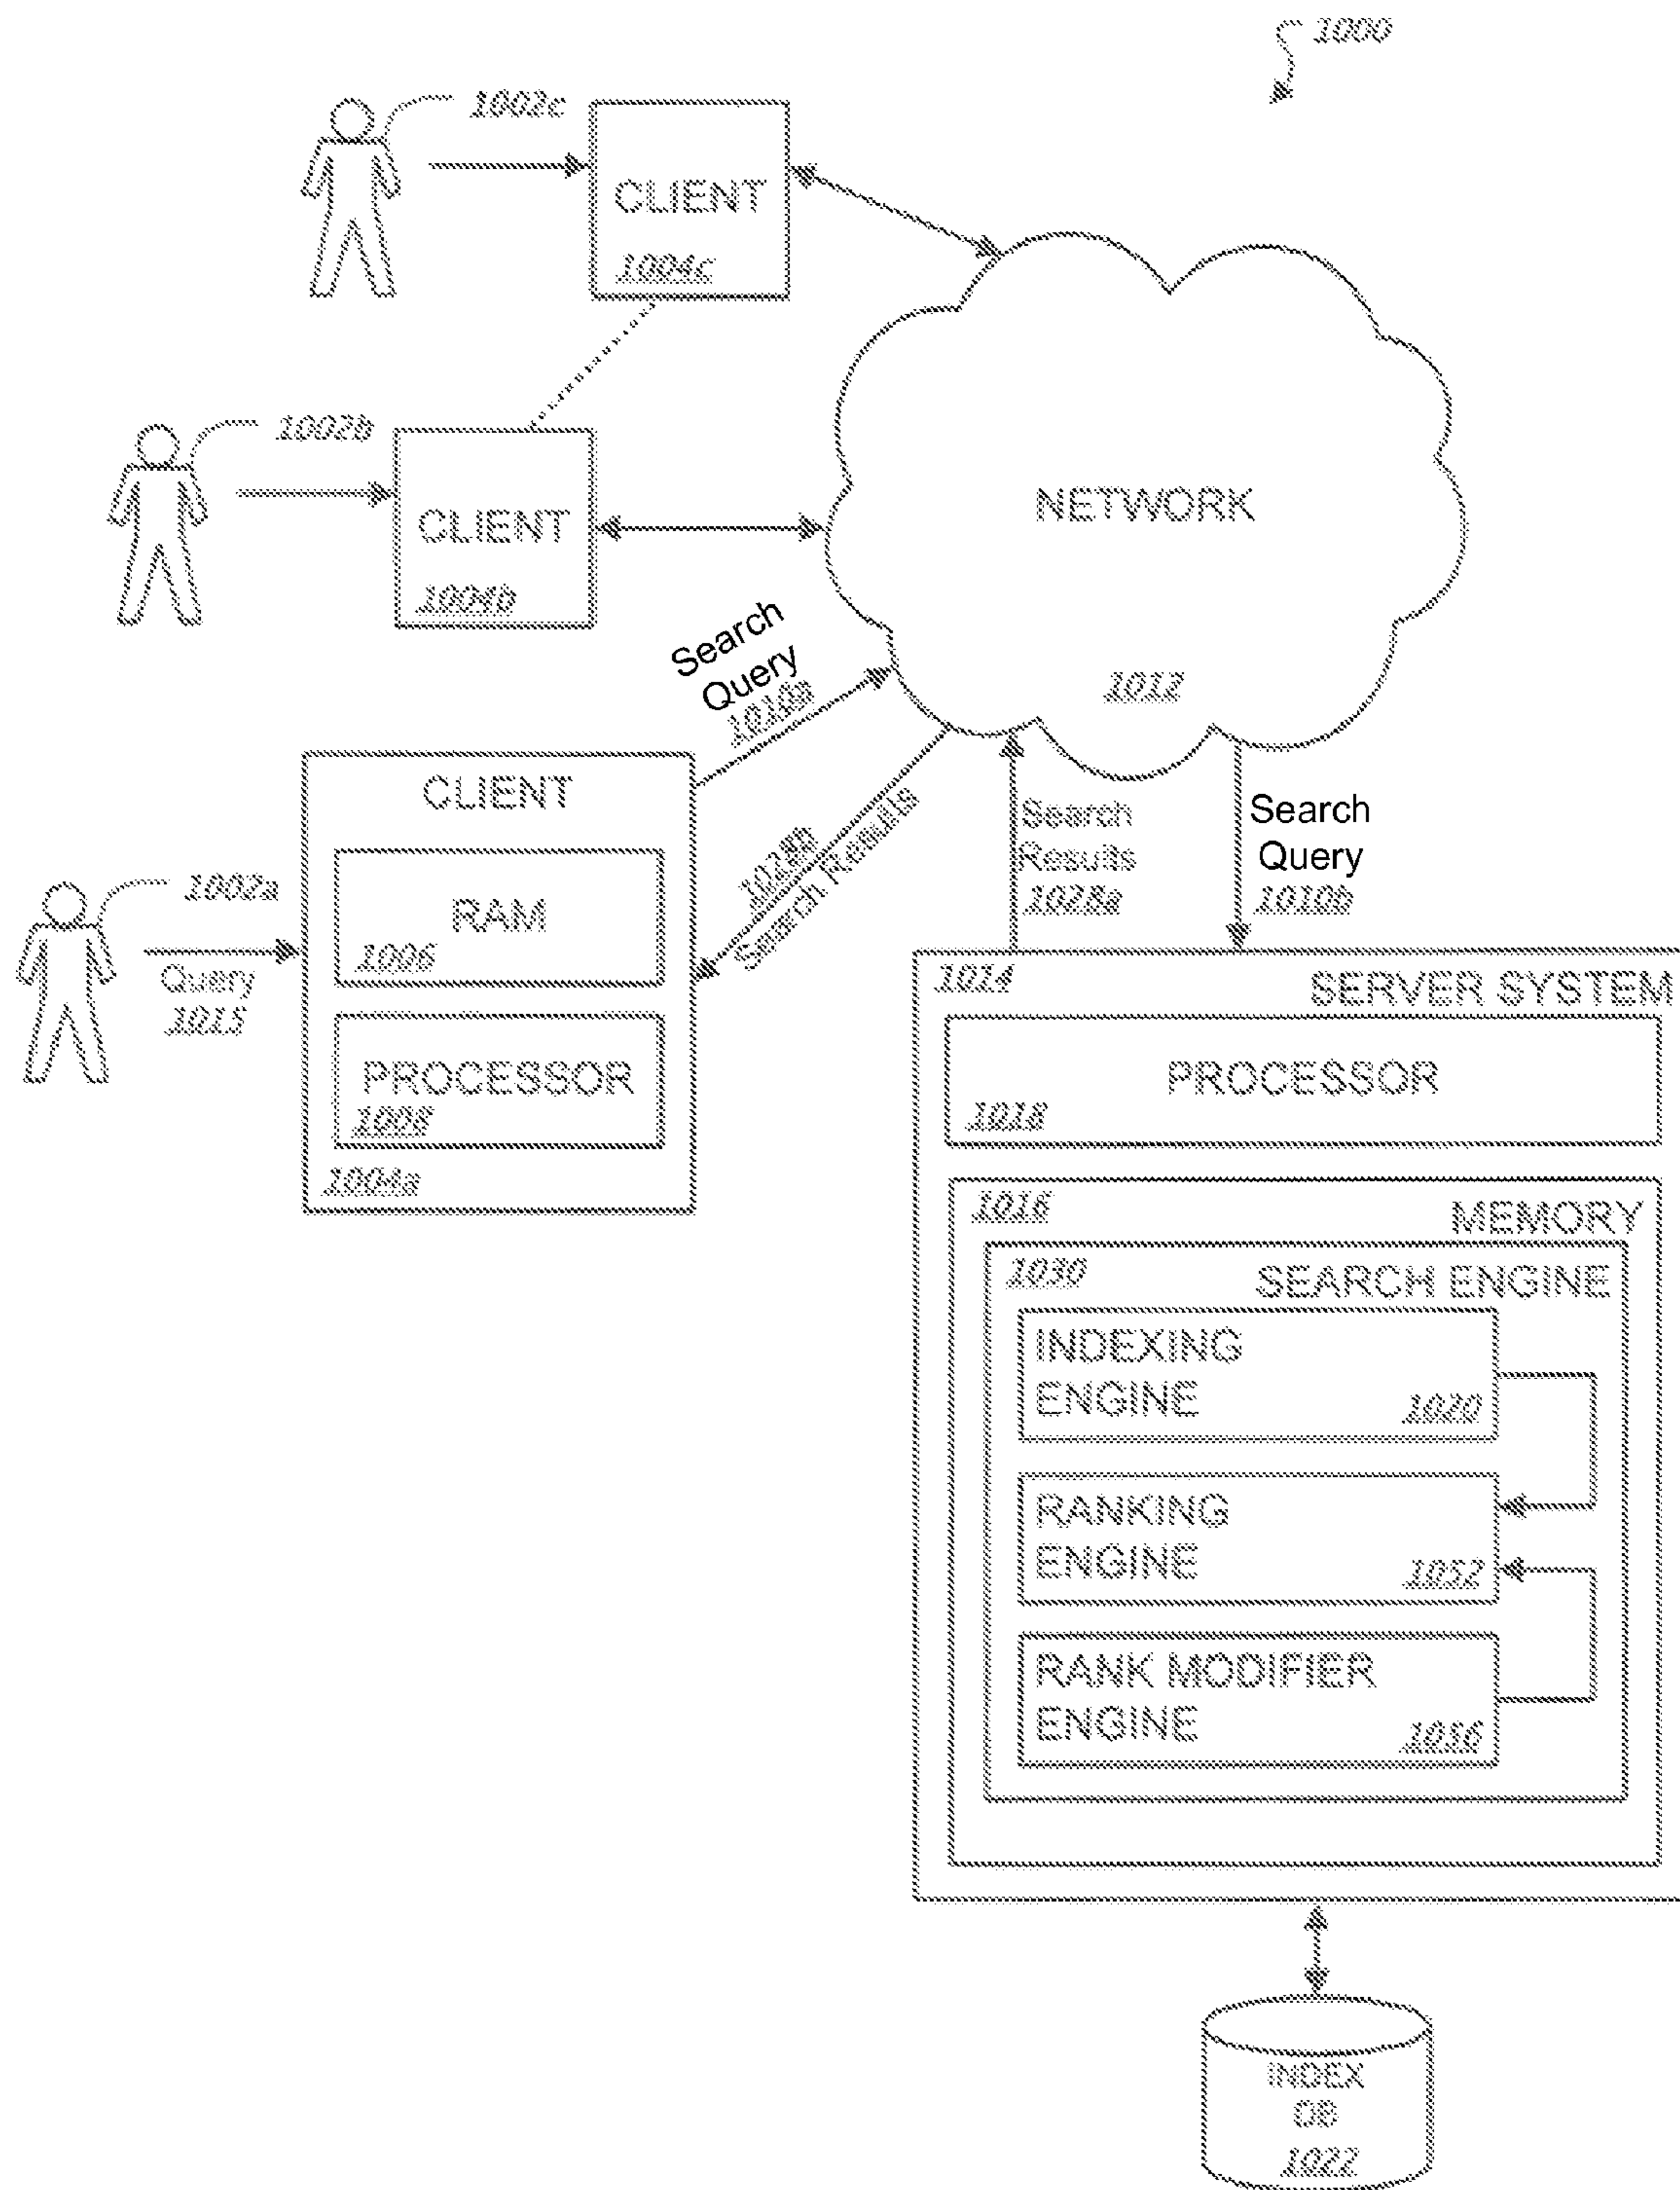 1000
1002c
CLIENT
1004c
1002b
CLIENT
1004b
NETWORK
1012
Search
Query
1010a
CLIENT
RAM
1006
PROCESSOR
1008
1004a
1002a
Query
1015
1028b
Search Results
Search
Results
1028a
Search
Query
1010b
1014
SERVER SYSTEM
PROCESSOR
1018
1016
MEMORY
1030
SEARCH ENGINE
INDEXING
ENGINE
1020
RANKING
ENGINE
1052
RANK MODIFIER
ENGINE
1056
INDEX
DB
1022